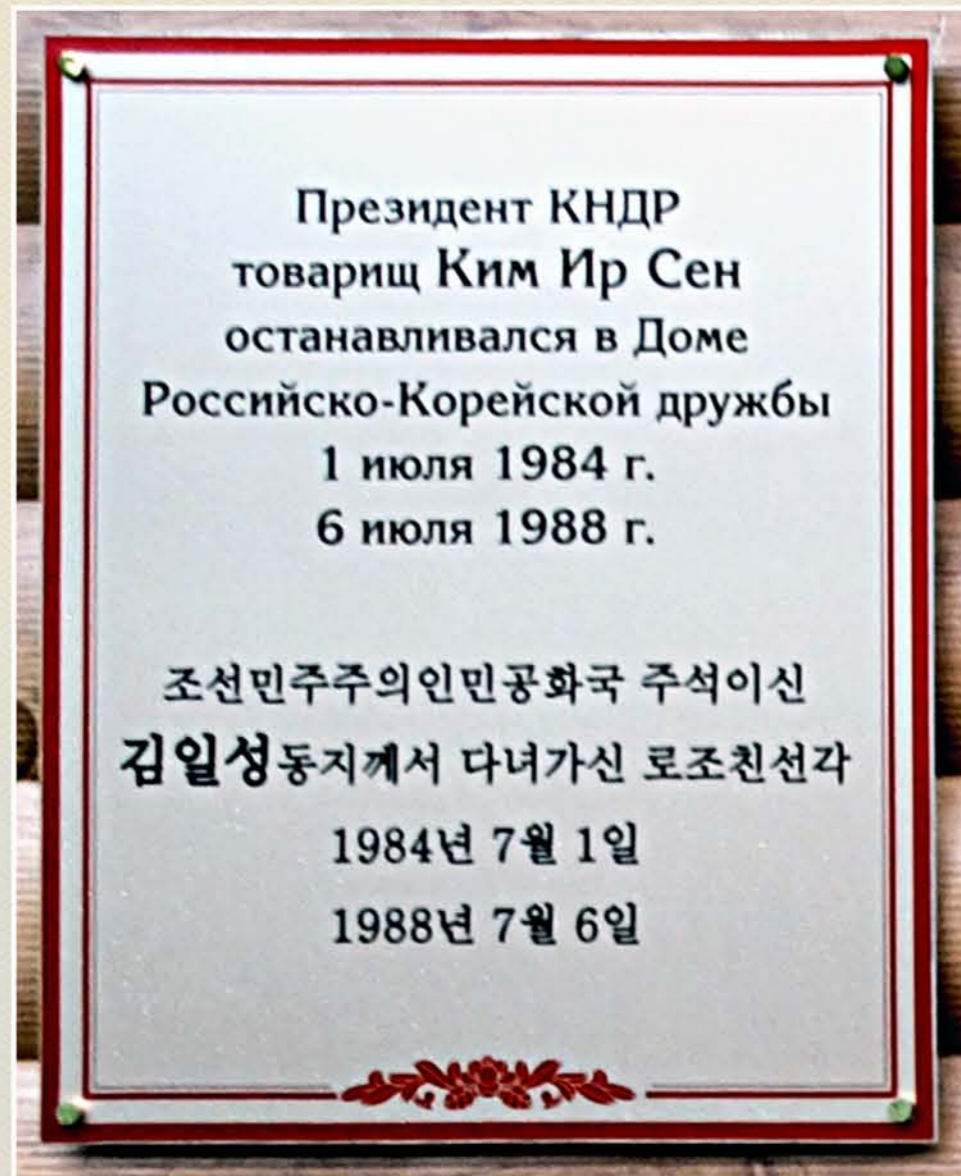 Президент КНДР
товарищ Ким Ир Сен
останавливался в Доме
Российско-Корейской дружбы
1 июля 1984 г.
6 июля 1988 г.
조선민주주의인민공화국 주석이신
김일성동지께서 다녀가신 로조친선각
1984년 7월 1일
1988년 7월 6일